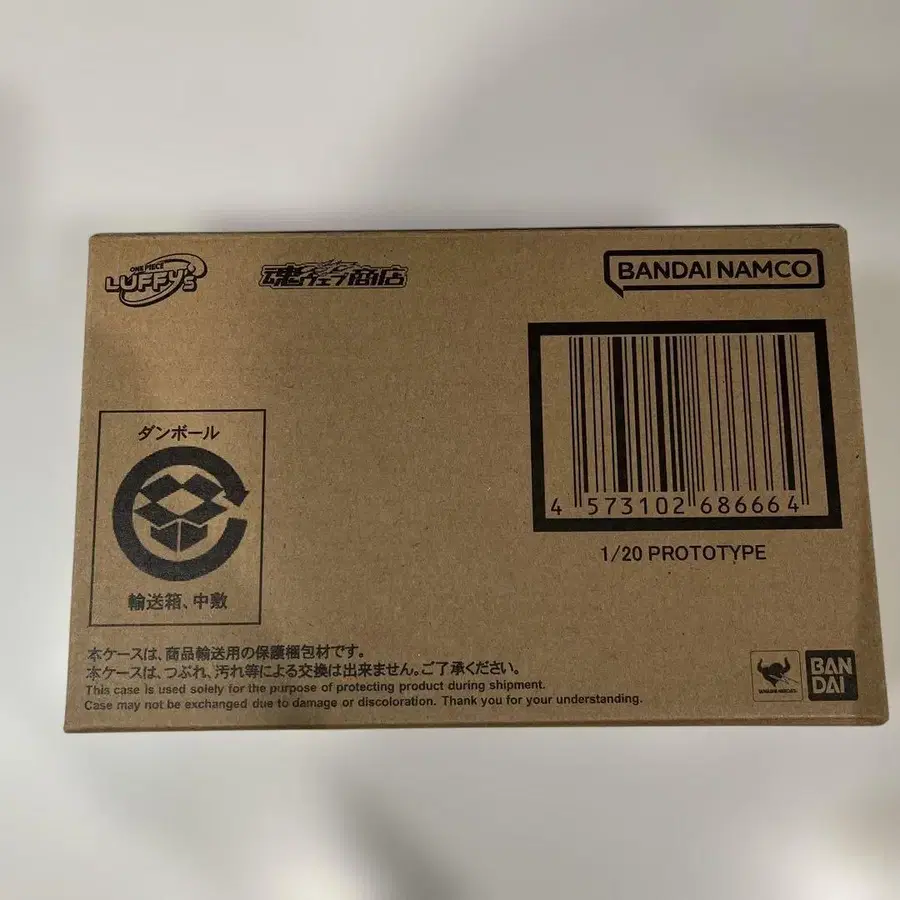 ONE PIECE
LUFFY's
魂ウェブ商店
BANDAI NAMCO
4 573102 686664
1/20 PROTOTYPE
ダンボール
輸送箱、中敷
本ケースは、商品輸送用の保護梱包材です。
本ケースは、つぶれ、汚れ等による交換は出来ません。ご了承ください。
This case is used solely for the purpose of protecting product during shipment.
Case may not be exchanged due to damage or discoloration. Thank you for your understanding.
BAN
DAI